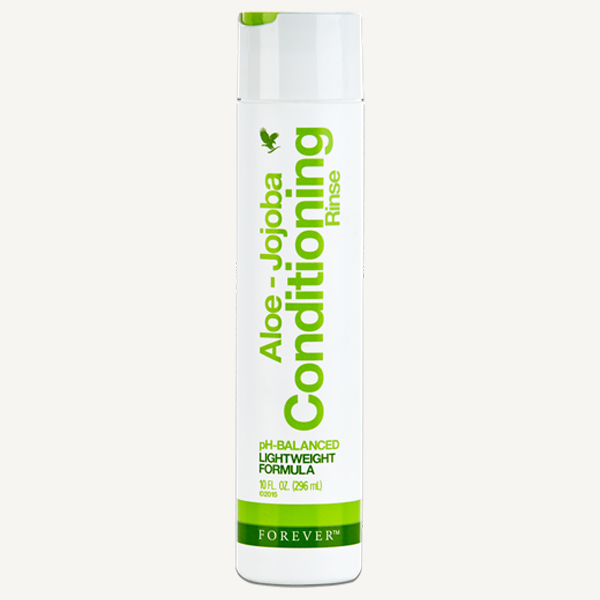 Aloe - Jojoba
Conditioning
Rinse
pH-BALANCED
LIGHTWEIGHT
FORMULA
10 FL. OZ. (296 mL)
©2015
FOREVER™